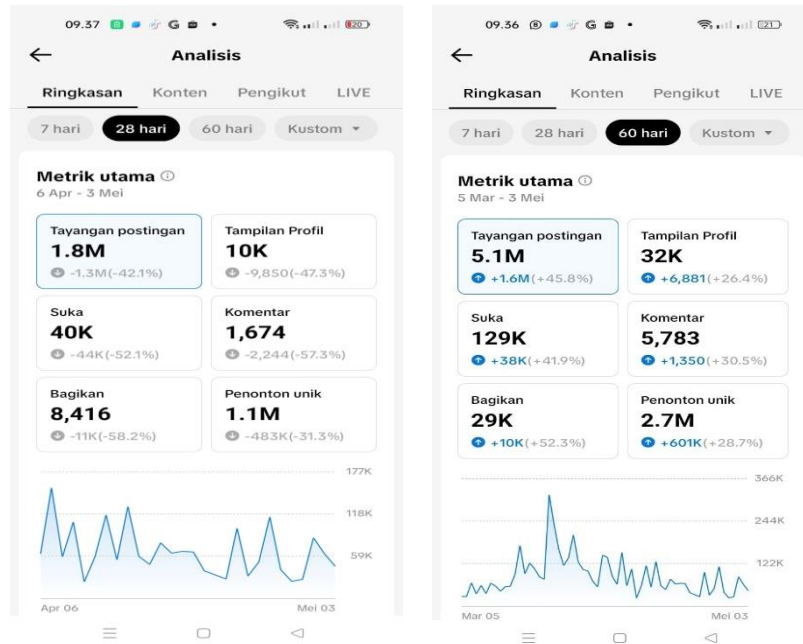 09.37
20
Analisis
Ringkasan Konten Pengikut LIVE
7 hari 28 hari 60 hari Kustom
Metrik utama
6 Apr - 3 Mei
Tayangan postingan Tampilan Profil
1.8M 10K
-1.3M(-42.1%) -9,850(-47.3%)
Suka Komentar
40K 1,674
-44K(-52.1%) -2,244(-57.3%)
Bagikan Penonton unik
8,416 1.1M
-11K(-58.2%) -483K(-31.3%)
177K
118K
59K
Apr 06 Mei 03
09.36
21
Analisis
Ringkasan Konten Pengikut LIVE
7 hari 28 hari 60 hari Kustom
Metrik utama
5 Mar - 3 Mei
Tayangan postingan Tampilan Profil
5.1M 32K
+1.6M(+45.8%) +6,881(+26.4%)
Suka Komentar
129K 5,783
+38K(+41.9%) +1,350(+30.5%)
Bagikan Penonton unik
29K 2.7M
+10K(+52.3%) +601K(+28.7%)
366K
244K
122K
Mar 05 Mei 03